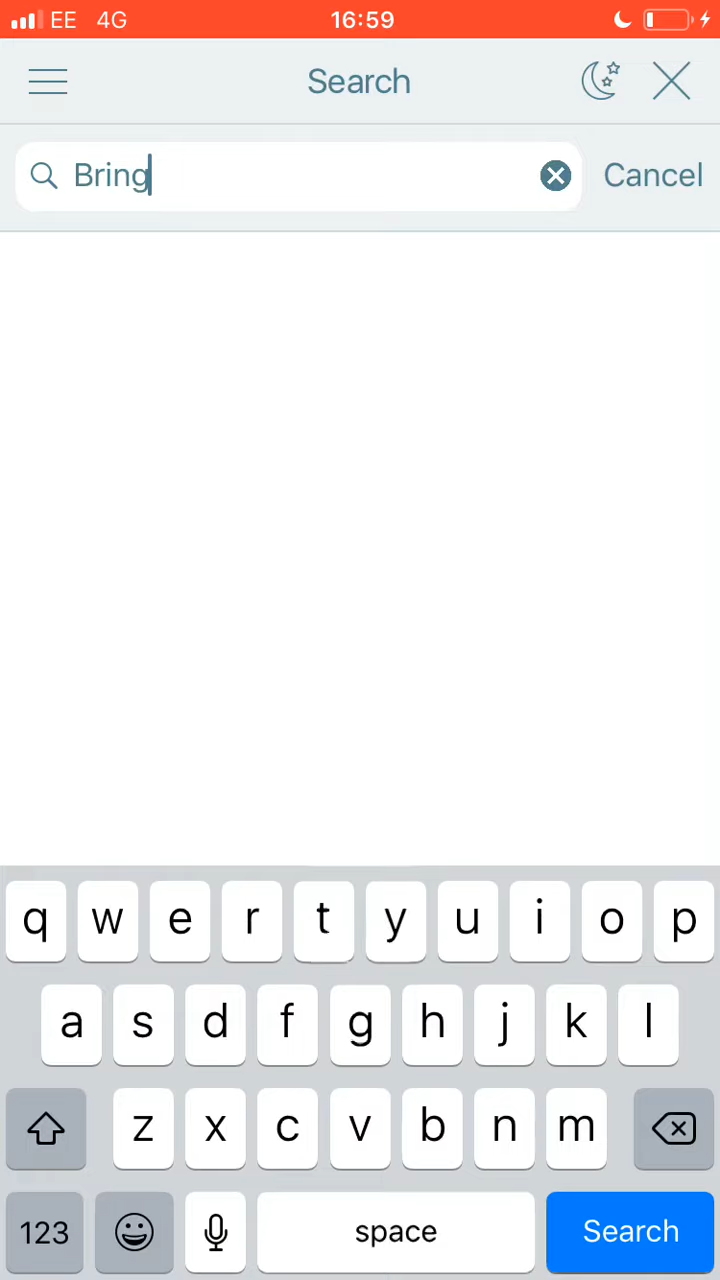 EE 4G 16:59
Search
Bring Cancel
q w e r t y u i o p
a s d f g h j k l
z x c v b n m
123 space Search